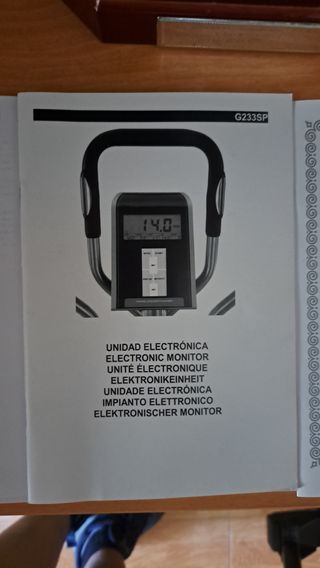 G233SP
14.0
UNIDAD ELECTRÓNICA
ELECTRONIC MONITOR
UNITÉ ÉLECTRONIQUE
ELEKTRONIKEINHEIT
UNIDADE ELECTRÓNICA
IMPIANTO ELETTRONICO
ELEKTRONISCHER MONITOR